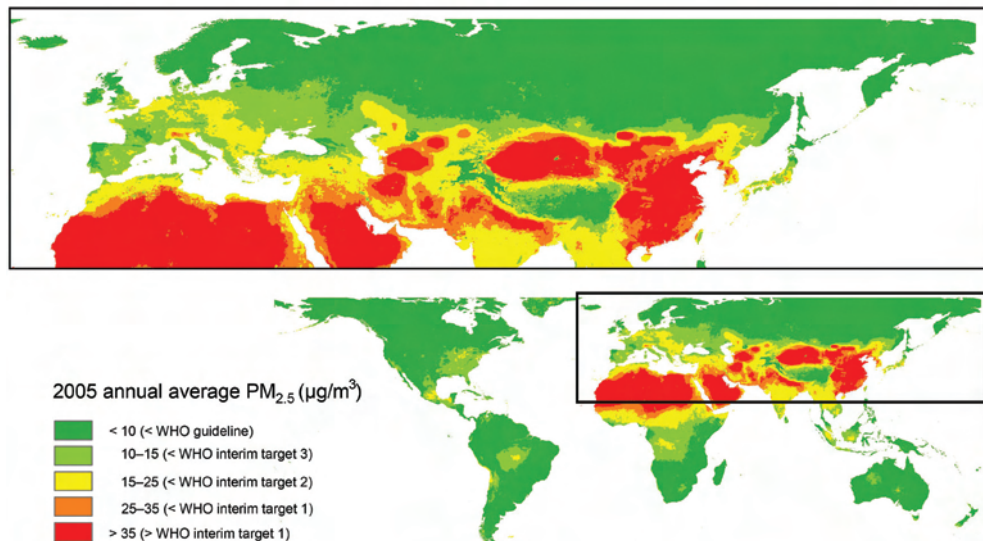 2005 annual average PM2.5 (µg/m³)
< 10 (< WHO guideline)
10–15 (< WHO interim target 3)
15–25 (< WHO interim target 2)
25–35 (< WHO interim target 1)
> 35 (> WHO interim target 1)